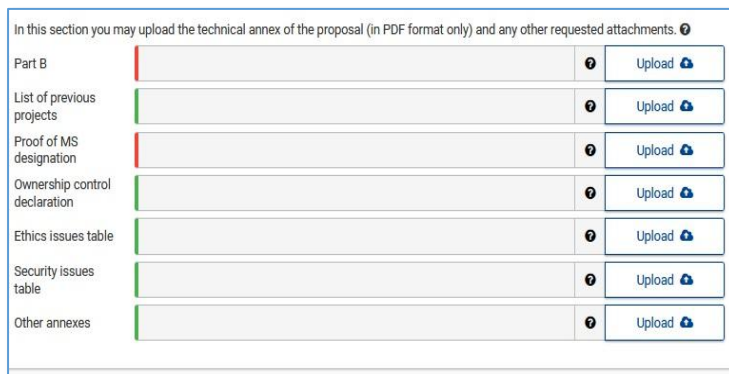 In this section you may upload the technical annex of the proposal (in PDF format only) and any other requested attachments. ?
Part B ? Upload
List of previous ? Upload
projects
Proof of MS ? Upload
designation
Ownership control ? Upload
declaration
Ethics issues table ? Upload
Security issues ? Upload
table
Other annexes ? Upload